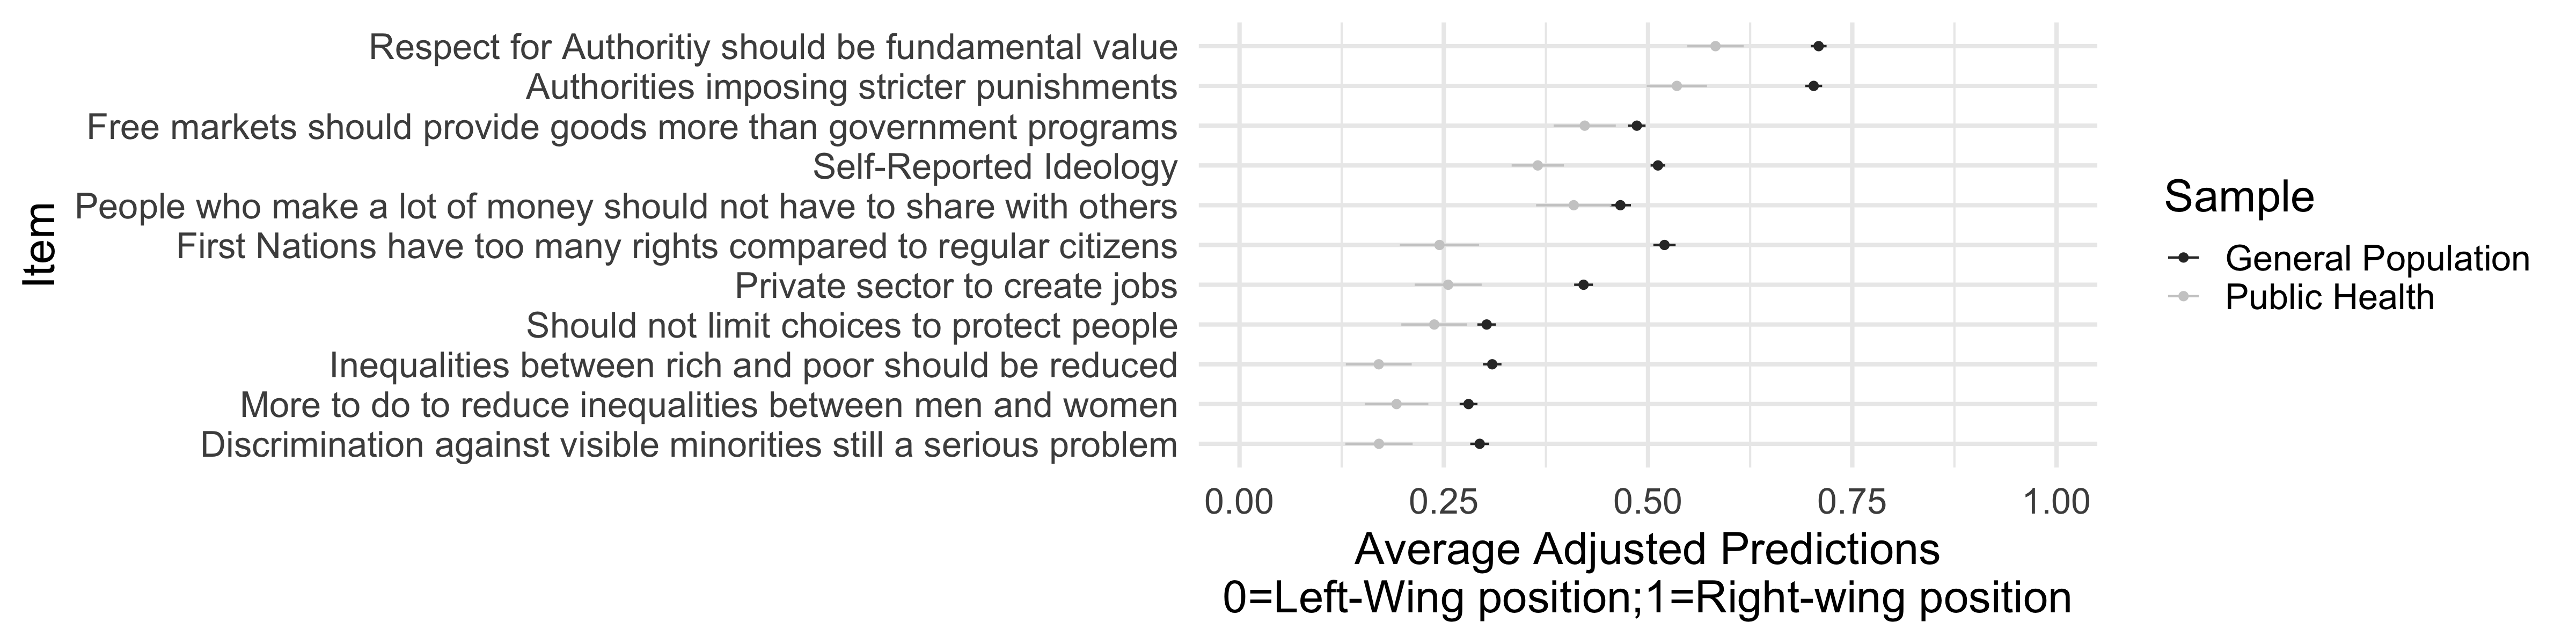 Item
Respect for Authoritiy should be fundamental value
Authorities imposing stricter punishments
Free markets should provide goods more than government programs
Self-Reported Ideology
People who make a lot of money should not have to share with others
First Nations have too many rights compared to regular citizens
Private sector to create jobs
Should not limit choices to protect people
Inequalities between rich and poor should be reduced
More to do to reduce inequalities between men and women
Discrimination against visible minorities still a serious problem
0.00 0.25 0.50 0.75 1.00
Average Adjusted Predictions
0=Left-Wing position;1=Right-wing position
Sample
General Population
Public Health